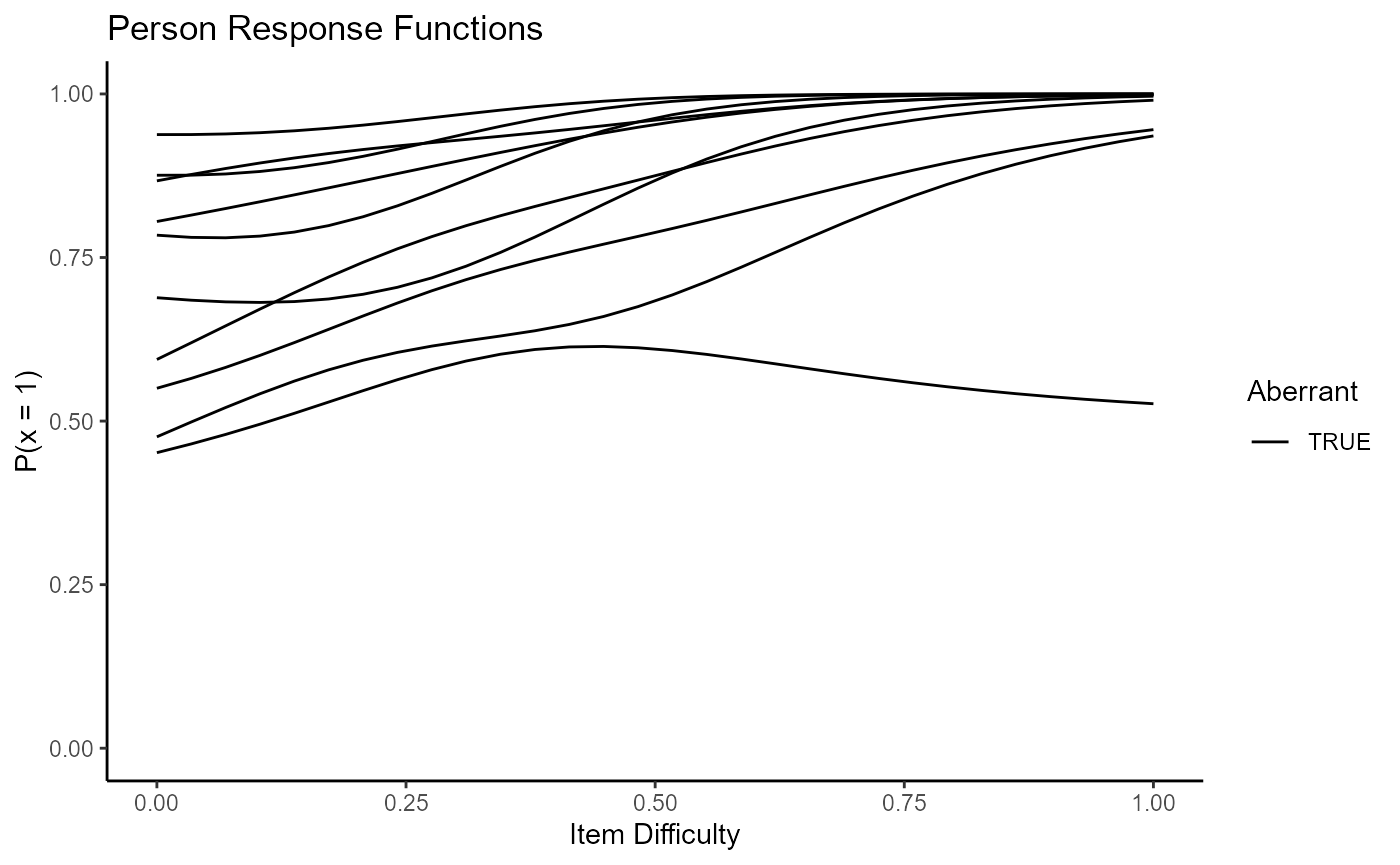 Person Response Functions
1.00
0.75
0.50
0.25
0.00
P(x = 1)
0.00 0.25 0.50 0.75 1.00
Item Difficulty
Aberrant
TRUE